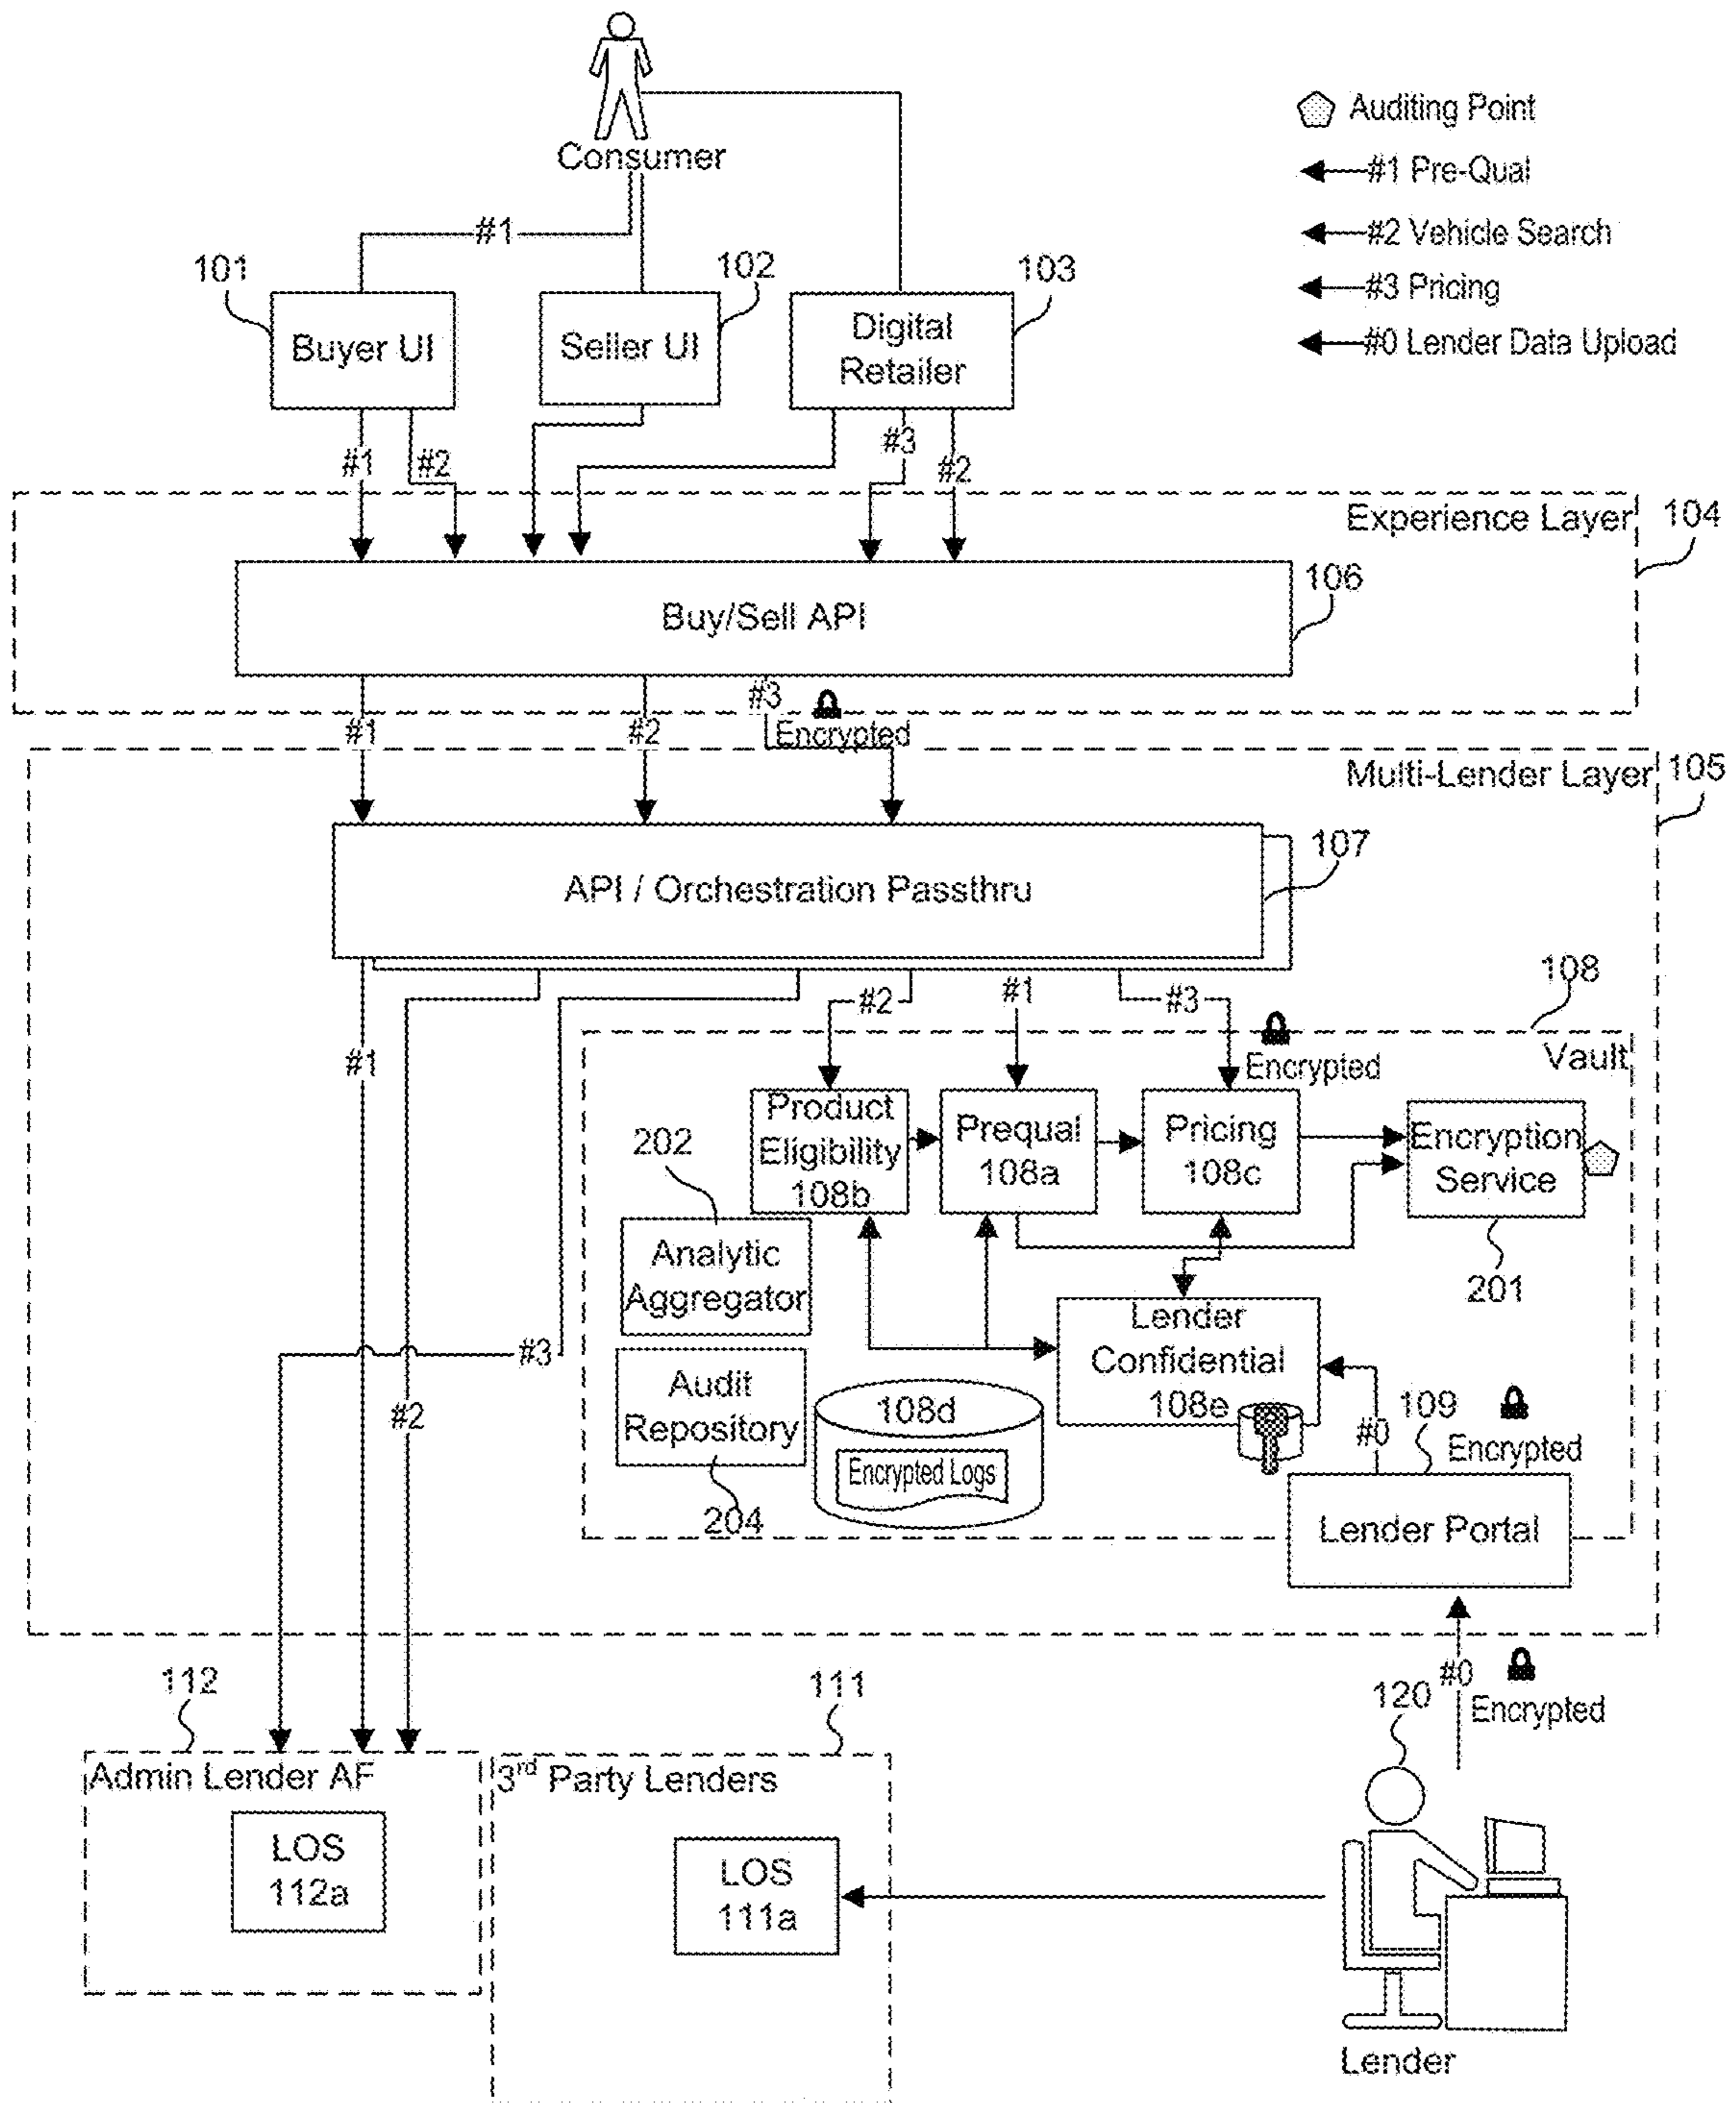 Consumer
Auditing Point
#1 Pre-Qual
#2 Vehicle Search
#3 Pricing
#0 Lender Data Upload
#1
101
102
103
Buyer UI
Seller UI
Digital
Retailer
#1
#2
#3
#2
Experience Layer
104
106
Buy/Sell API
#3
#1
#2
Encrypted
Multi-Lender Layer
105
107
API / Orchestration Passthru
108
#2
#1
#3
Vault
#1
Encrypted
Product
Eligibility
108b
Prequal
108a
Pricing
108c
Encryption
Service
202
201
Analytic
Aggregator
Lender
Confidential
108e
#3
Audit
Repository
204
108d
Encrypted Logs
#2
109
#0
Encrypted
Lender Portal
112
111
120
#0
Encrypted
Admin Lender AF
3rd Party Lenders
LOS
112a
LOS
111a
Lender